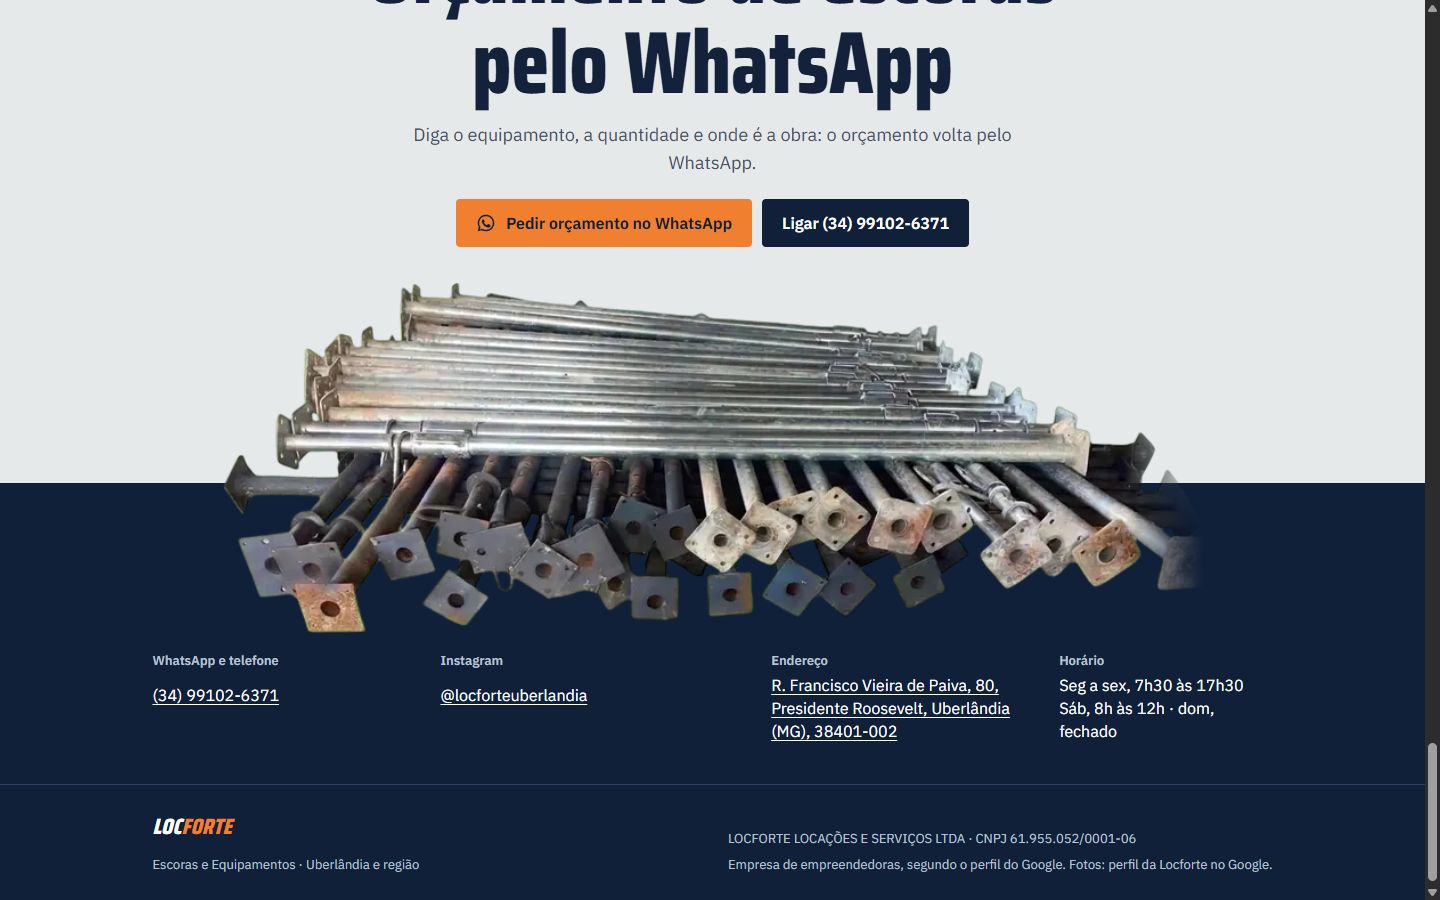 Orçamento de escoras
pelo WhatsApp
Diga o equipamento, a quantidade e onde é a obra: o orçamento volta pelo
WhatsApp.
Pedir orçamento no WhatsApp
Ligar (34) 99102-6371
WhatsApp e telefone
(34) 99102-6371
Instagram
@locforteuberlandia
Endereço
R. Francisco Vieira de Paiva, 80,
Presidente Roosevelt, Uberlândia
(MG), 38401-002
Horário
Seg a sex, 7h30 às 17h30
Sáb, 8h às 12h · dom,
fechado
LOCFORTE
Escoras e Equipamentos · Uberlândia e região
LOCFORTE LOCAÇÕES E SERVIÇOS LTDA · CNPJ 61.955.052/0001-06
Empresa de empreendedoras, segundo o perfil do Google. Fotos: perfil da Locforte no Google.